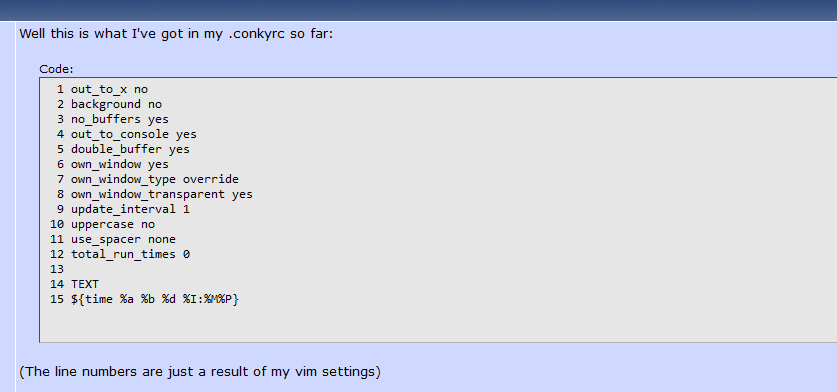 Well this is what I've got in my .conkyrc so far:
Code:
1 out_to_x no
2 background no
3 no_buffers yes
4 out_to_console yes
5 double_buffer yes
6 own_window yes
7 own_window_type override
8 own_window_transparent yes
9 update_interval 1
10 uppercase no
11 use_spacer none
12 total_run_times 0
13
14 TEXT
15 ${time %a %b %d %I:%M%P}
(The line numbers are just a result of my vim settings)